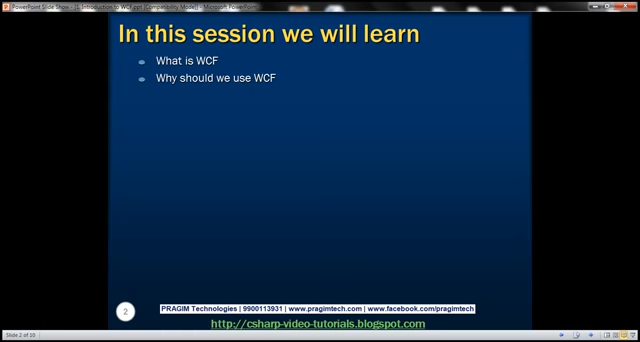 PowerPoint Slide Show - [1. Introduction to WCF.ppt [Compatibility Mode]] - Microsoft PowerPoint
In this session we will learn
What is WCF
Why should we use WCF
2
PRAGIM Technologies | 9900113931 | www.pragimtech.com | www.facebook.com/pragimtech
http://csharp-video-tutorials.blogspot.com
Slide 2 of 10